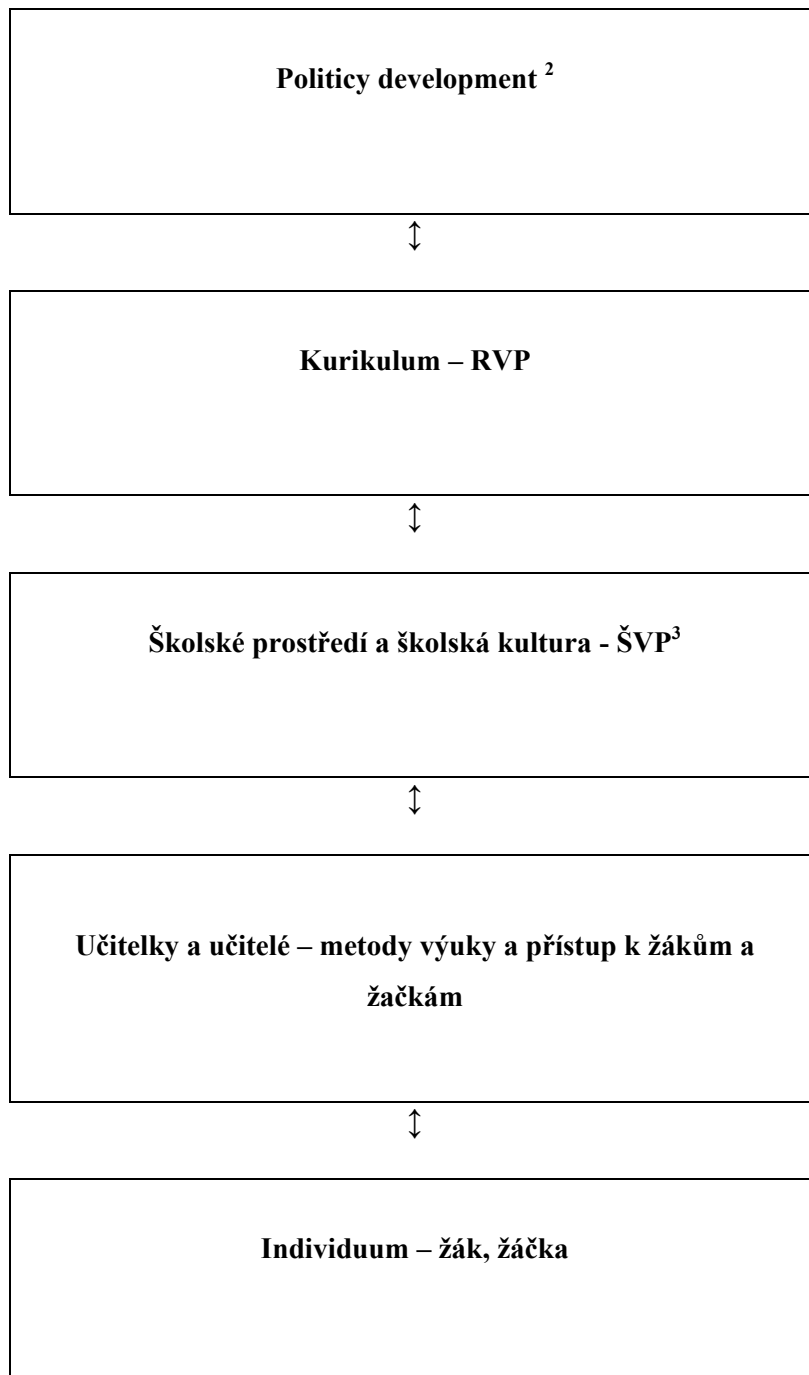 Politicy development ²
↕
Kurikulum – RVP
↕
Školské prostředí a školská kultura - ŠVP³
↕
Učitelky a učitelé – metody výuky a přístup k žákům a
žačkám
↕
Individuum – žák, žáčka